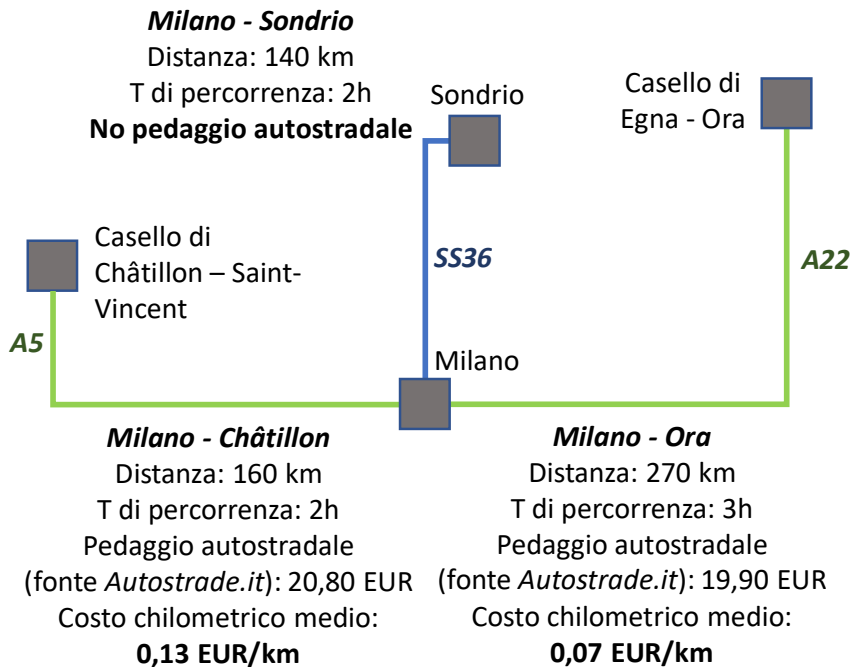 Milano - Sondrio
Distanza: 140 km
T di percorrenza: 2h
No pedaggio autostradale
Sondrio
Casello di
Egna - Ora
Casello di
Châtillon – Saint-
Vincent
SS36
A22
A5
Milano
Milano - Châtillon
Distanza: 160 km
T di percorrenza: 2h
Pedaggio autostradale
(fonte Autostrade.it): 20,80 EUR
Costo chilometrico medio:
0,13 EUR/km
Milano - Ora
Distanza: 270 km
T di percorrenza: 3h
Pedaggio autostradale
(fonte Autostrade.it): 19,90 EUR
Costo chilometrico medio:
0,07 EUR/km